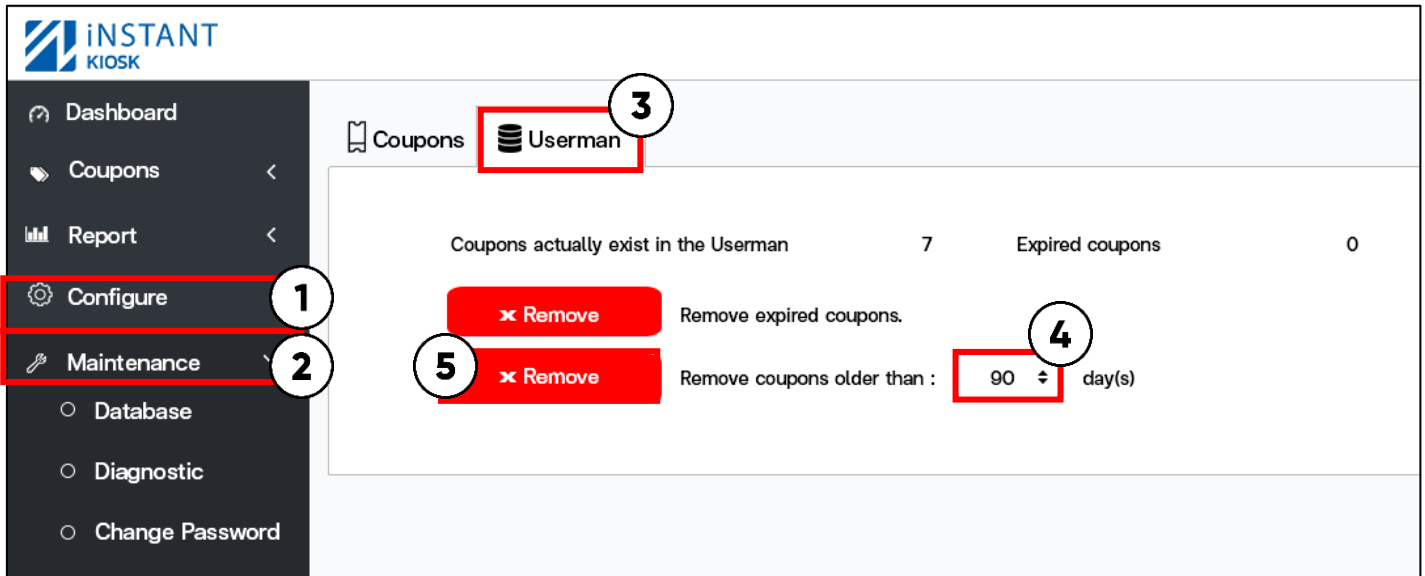 iNSTANT
KIOSK
Dashboard
Coupons
Report
Configure
1
Maintenance
2
Database
Diagnostic
Change Password
Coupons
Userman
3
Coupons actually exist in the Userman 7 Expired coupons 0
× Remove Remove expired coupons.
4
5 × Remove Remove coupons older than : 90 day(s)